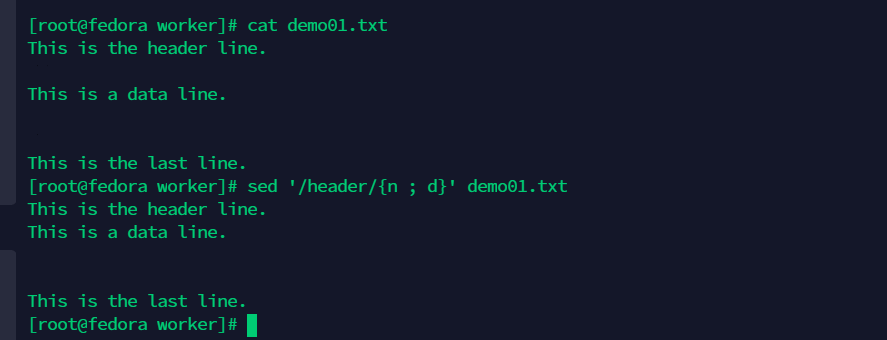 [root@fedora worker]# cat demo01.txt
This is the header line.
This is a data line.
This is the last line.
[root@fedora worker]# sed '/header/{n ; d}' demo01.txt
This is the header line.
This is a data line.
This is the last line.
[root@fedora worker]#